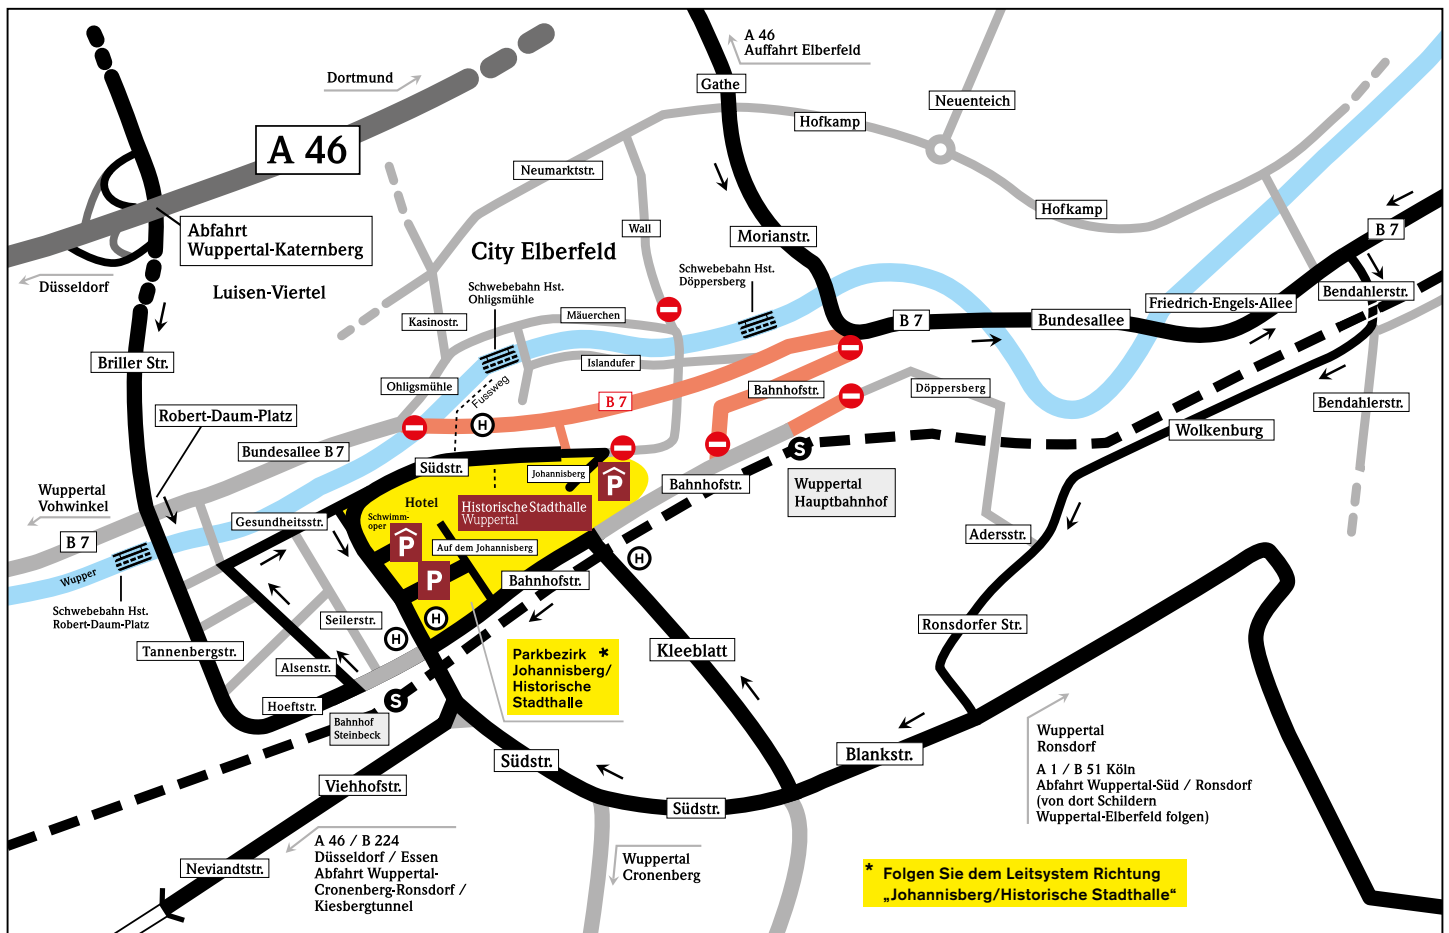 A 46
Auffahrt Elberfeld
Dortmund
Gathe
Neuenteich
Hofkamp
A 46
Neumarktstr.
Hofkamp
Abfahrt
Wuppertal-Katernberg
Wall
Morianstr.
B 7
City Elberfeld
Schwebebahn Hst.
Döppersberg
Düsseldorf
Luisen-Viertel
Schwebebahn Hst.
Ohligsmühle
Friedrich-Engels-Allee
Bendahlerstr.
Kasinostr.
Mäuerchen
B 7
Bundesallee
Briller Str.
Islandufer
Ohligsmühle
Fussweg
Bahnhofstr.
Döppersberg
B 7
Bendahlerstr.
Robert-Daum-Platz
H
Wolkenburg
Bundesallee B 7
Südstr.
Johannisberg
S
Bahnhofstr.
Wuppertal
Hauptbahnhof
P
Wuppertal
Vohwinkel
Hotel
Historische Stadthalle
Wuppertal
Gesundheitsstr.
Schwimm-
oper
P
Adersstr.
B 7
Auf dem Johannisberg
H
Wupper
P
Bahnhofstr.
Schwebebahn Hst.
Robert-Daum-Platz
Seilerstr.
H
H
Ronsdorfer Str.
Tannenbergstr.
Alsenstr.
Parkbezirk *
Johannisberg/
Historische
Stadthalle
Kleeblatt
Hoeftstr.
S
Bahnhof
Steinbeck
Wuppertal
Ronsdorf
A 1 / B 51 Köln
Abfahrt Wuppertal-Süd / Ronsdorf
(von dort Schildern
Wuppertal-Elberfeld folgen)
Südstr.
Blankstr.
Viehhofstr.
Südstr.
A 46 / B 224
Düsseldorf / Essen
Abfahrt Wuppertal-
Cronenberg-Ronsdorf /
Kiesbergtunnel
Neviandtstr.
Wuppertal
Cronenberg
* Folgen Sie dem Leitsystem Richtung
„Johannisberg/Historische Stadthalle“